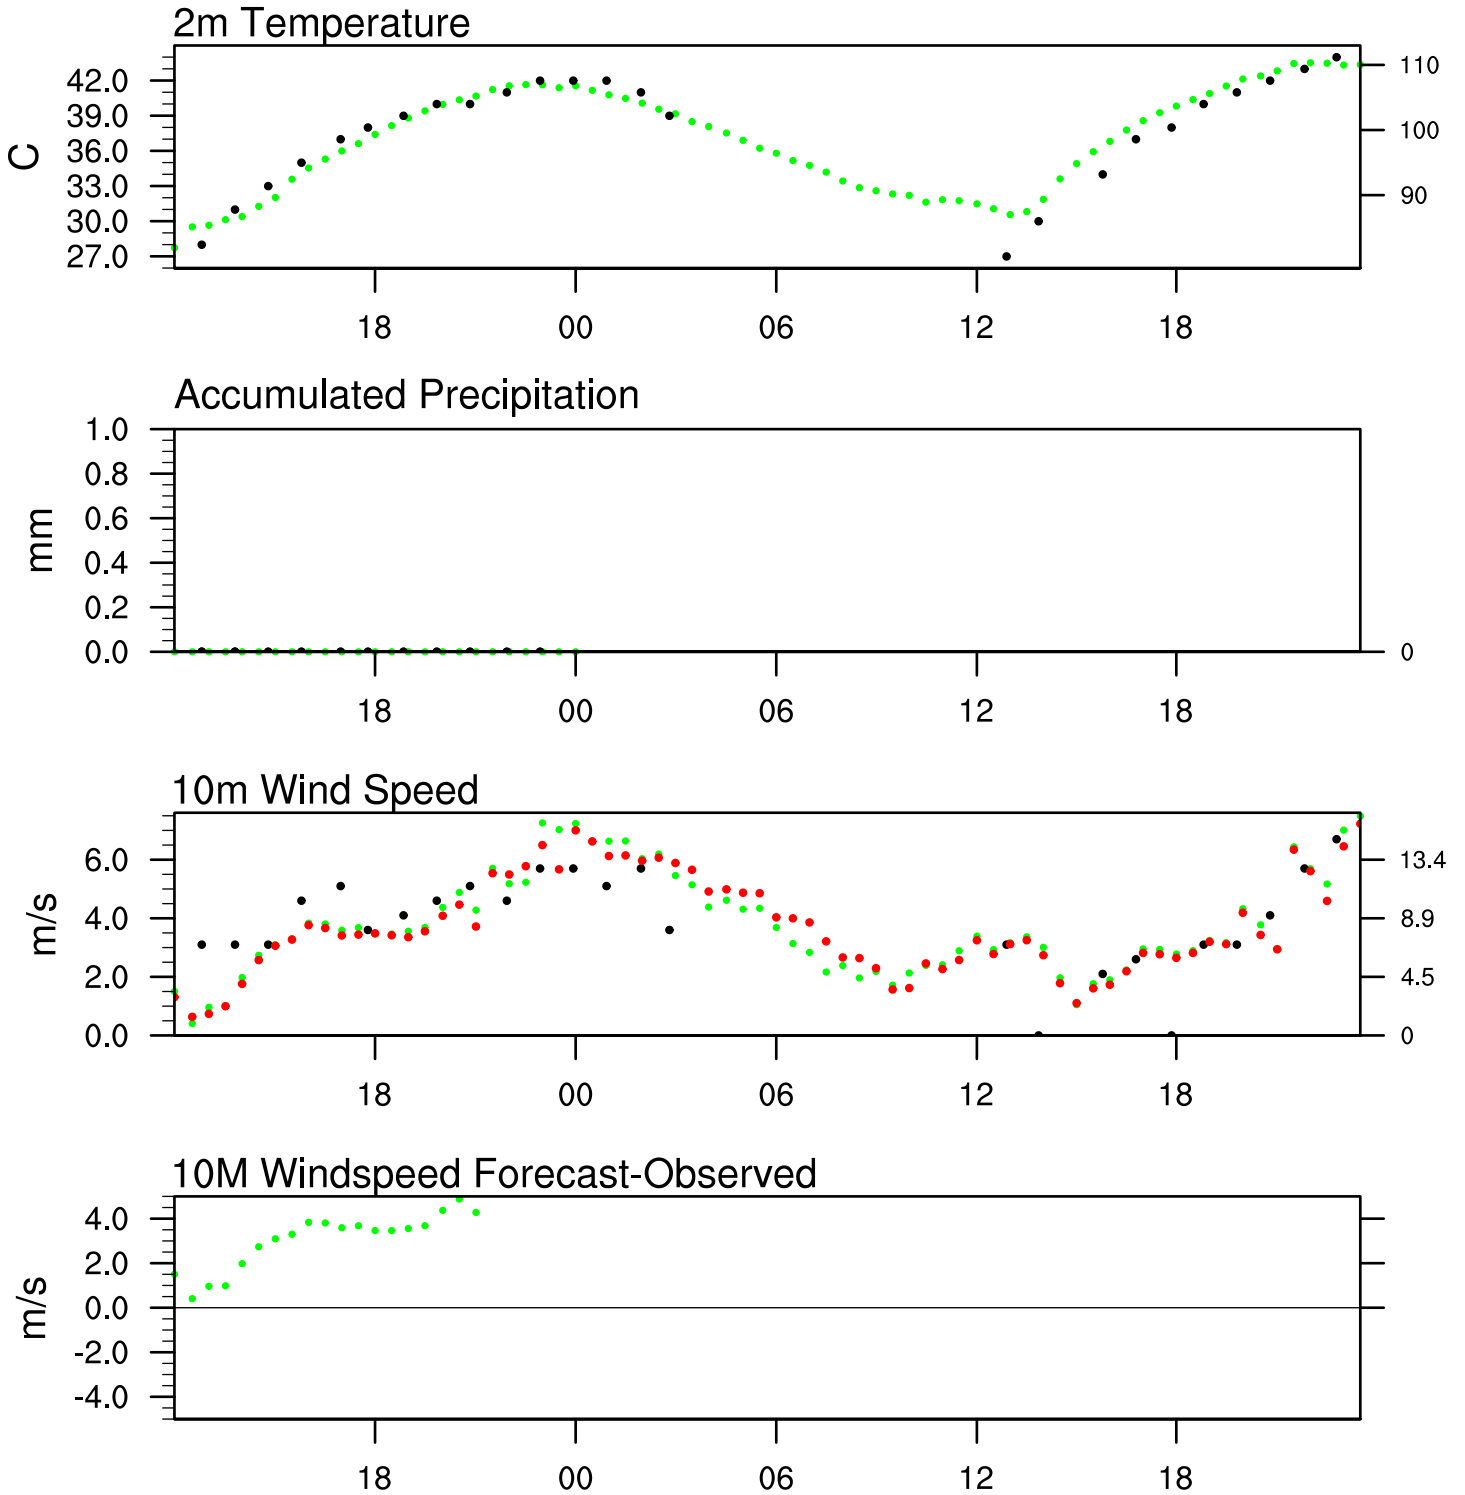 2m Temperature
42.0
39.0
36.0
33.0
30.0
27.0
C
110
100
90
18 00 06 12 18
Accumulated Precipitation
1.0
0.8
0.6
0.4
0.2
0.0
mm
0
18 00 06 12 18
10m Wind Speed
6.0
4.0
2.0
0.0
m/s
13.4
8.9
4.5
0
18 00 06 12 18
10M Windspeed Forecast-Observed
4.0
2.0
0.0
-2.0
-4.0
m/s
18 00 06 12 18